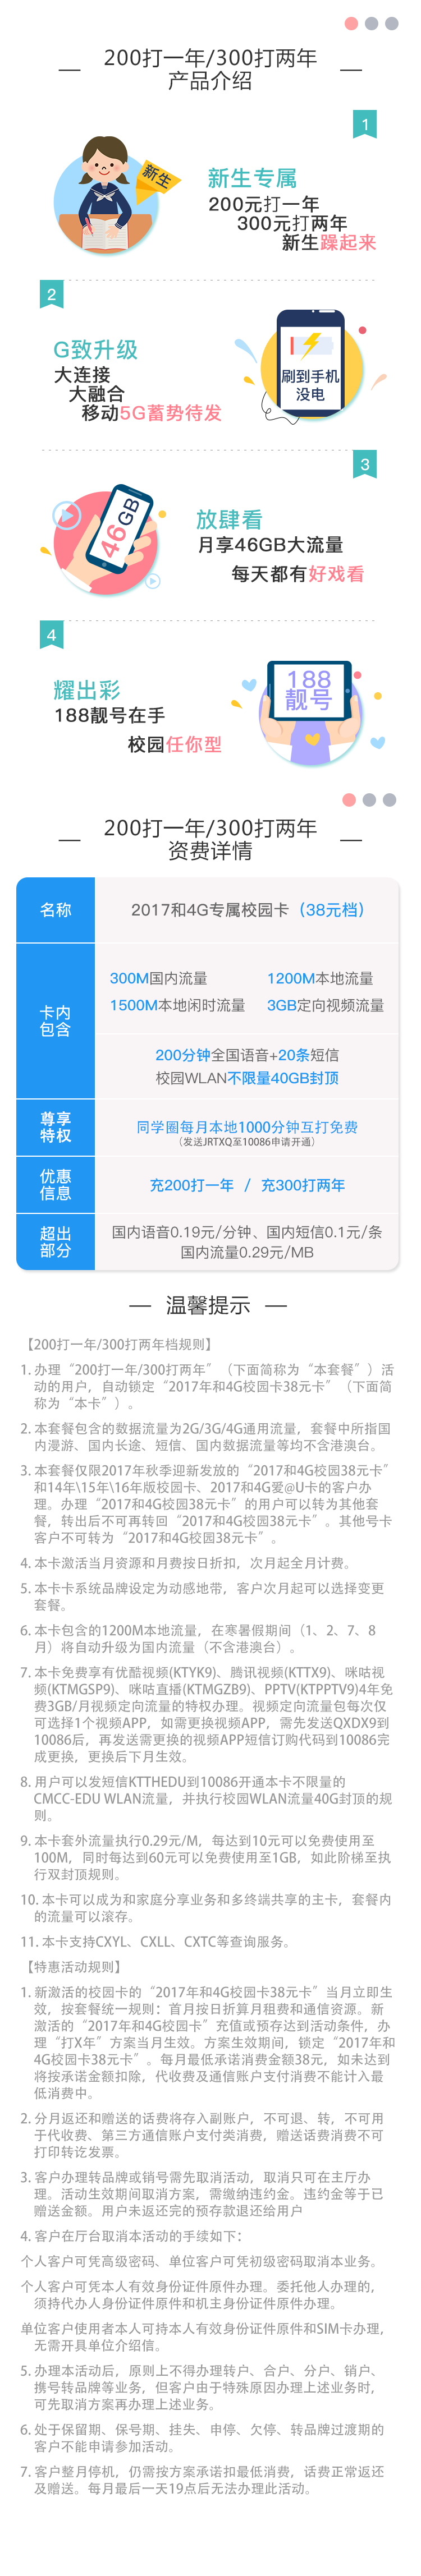 200打一年/300打两年
产品介绍
1
新生
新生专属
200元打一年
300元打两年
新生躁起来
2
G致升级
大连接
大融合
移动5G蓄势待发
刷到手机
没电
3
46GB
放肆看
月享46GB大流量
每天都有好戏看
4
耀出彩
188靓号在手
校园任你型
188
靓号
200打一年/300打两年
资费详情
名称
2017和4G专属校园卡（38元档）
卡内
包含
300M国内流量
1200M本地流量
1500M本地闲时流量
3GB定向视频流量
200分钟全国语音+20条短信
校园WLAN不限量40GB封顶
尊享
特权
同学圈每月本地1000分钟互打免费
（发送JRTXQ至10086申请开通）
优惠
信息
充200打一年 / 充300打两年
超出
部分
国内语音0.19元/分钟、国内短信0.1元/条
国内流量0.29元/MB
温馨提示
【200打一年/300打两年档规则】
1. 办理“200打一年/300打两年”（下面简称为“本套餐”）活
动的用户，自动锁定“2017年和4G校园卡38元卡”（下面简
称为“本卡”）。
2. 本套餐包含的数据流量为2G/3G/4G通用流量，套餐中所指国
内漫游、国内长途、短信、国内数据流量等均不含港澳台。
3. 本套餐仅限2017年秋季迎新发放的“2017和4G校园38元卡”
和14年\15年\16年版校园卡、2017和4G爱@U卡的客户办
理。办理“2017和4G校园38元卡”的用户可以转为其他套
餐，转出后不可再转回“2017和4G校园38元卡”。其他号卡
客户不可转为“2017和4G校园38元卡”。
4. 本卡激活当月资源和月费按日折扣，次月起全月计费。
5. 本卡卡系统品牌设定为动感地带，客户次月起可以选择变更
套餐。
6. 本卡包含的1200M本地流量，在寒暑假期间（1、2、7、8
月）将自动升级为国内流量（不含港澳台）。
7. 本卡免费享有优酷视频(KTYK9)、腾讯视频(KTTX9)、咪咕视
频(KTMGSP9)、咪咕直播(KTMGZB9)、PPTV(KTPPTV9)4年免
费3GB/月视频定向流量的特权办理。视频定向流量包每次仅
可选择1个视频APP，如需更换视频APP，需先发送QXDX9到
10086后，再发送需更换的视频APP短信订购代码到10086完
成更换，更换后下月生效。
8. 用户可以发短信KTTHEDU到10086开通本卡不限量的
CMCC-EDU WLAN流量，并执行校园WLAN流量40G封顶的规
则。
9. 本卡套外流量执行0.29元/M，每达到10元可以免费使用至
100M，同时每达到60元可以免费使用至1GB，如此阶梯至执
行双封顶规则。
10. 本卡可以成为和家庭分享业务和多终端共享的主卡，套餐内
的流量可以滚存。
11. 本卡支持CXYL、CXLL、CXTC等查询服务。
【特惠活动规则】
1. 新激活的校园卡的“2017年和4G校园卡38元卡”当月立即生
效，按套餐统一规则：首月按日折算月租费和通信资源。新
激活的“2017年和4G校园卡”充值或预存达到活动条件，办
理“打X年”方案当月生效。方案生效期间，锁定“2017年和
4G校园卡38元卡”。每月最低承诺消费金额38元，如未达到
将按承诺金额扣除，代收费及通信账户支付消费不能计入最
低消费中。
2. 分月返还和赠送的话费将存入副账户，不可退、转，不可用
于代收费、第三方通信账户支付类消费，赠送话费消费不可
打印转讫发票。
3. 客户办理转品牌或销号需先取消活动，取消只可在主厅办
理。活动生效期间取消方案，需缴纳违约金。违约金等于已
赠送金额。用户未返还完的预存款退还给用户
4. 客户在厅台取消本活动的手续如下：
个人客户可凭高级密码、单位客户可凭初级密码取消本业务。
个人客户可凭本人有效身份证件原件办理。委托他人办理的，
须持代办人身份证件原件和机主身份证件原件办理。
单位客户使用者本人可持本人有效身份证件原件和SIM卡办理，
无需开具单位介绍信。
5. 办理本活动后，原则上不得办理转户、合户、分户、销户、
携号转品牌等业务，但客户由于特殊原因办理上述业务时，
可先取消方案再办理上述业务。
6. 处于保留期、保号期、挂失、申停、欠停、转品牌过渡期的
客户不能申请参加活动。
7. 客户整月停机，仍需按方案承诺扣最低消费，话费正常返还
及赠送。每月最后一天19点后无法办理此活动。